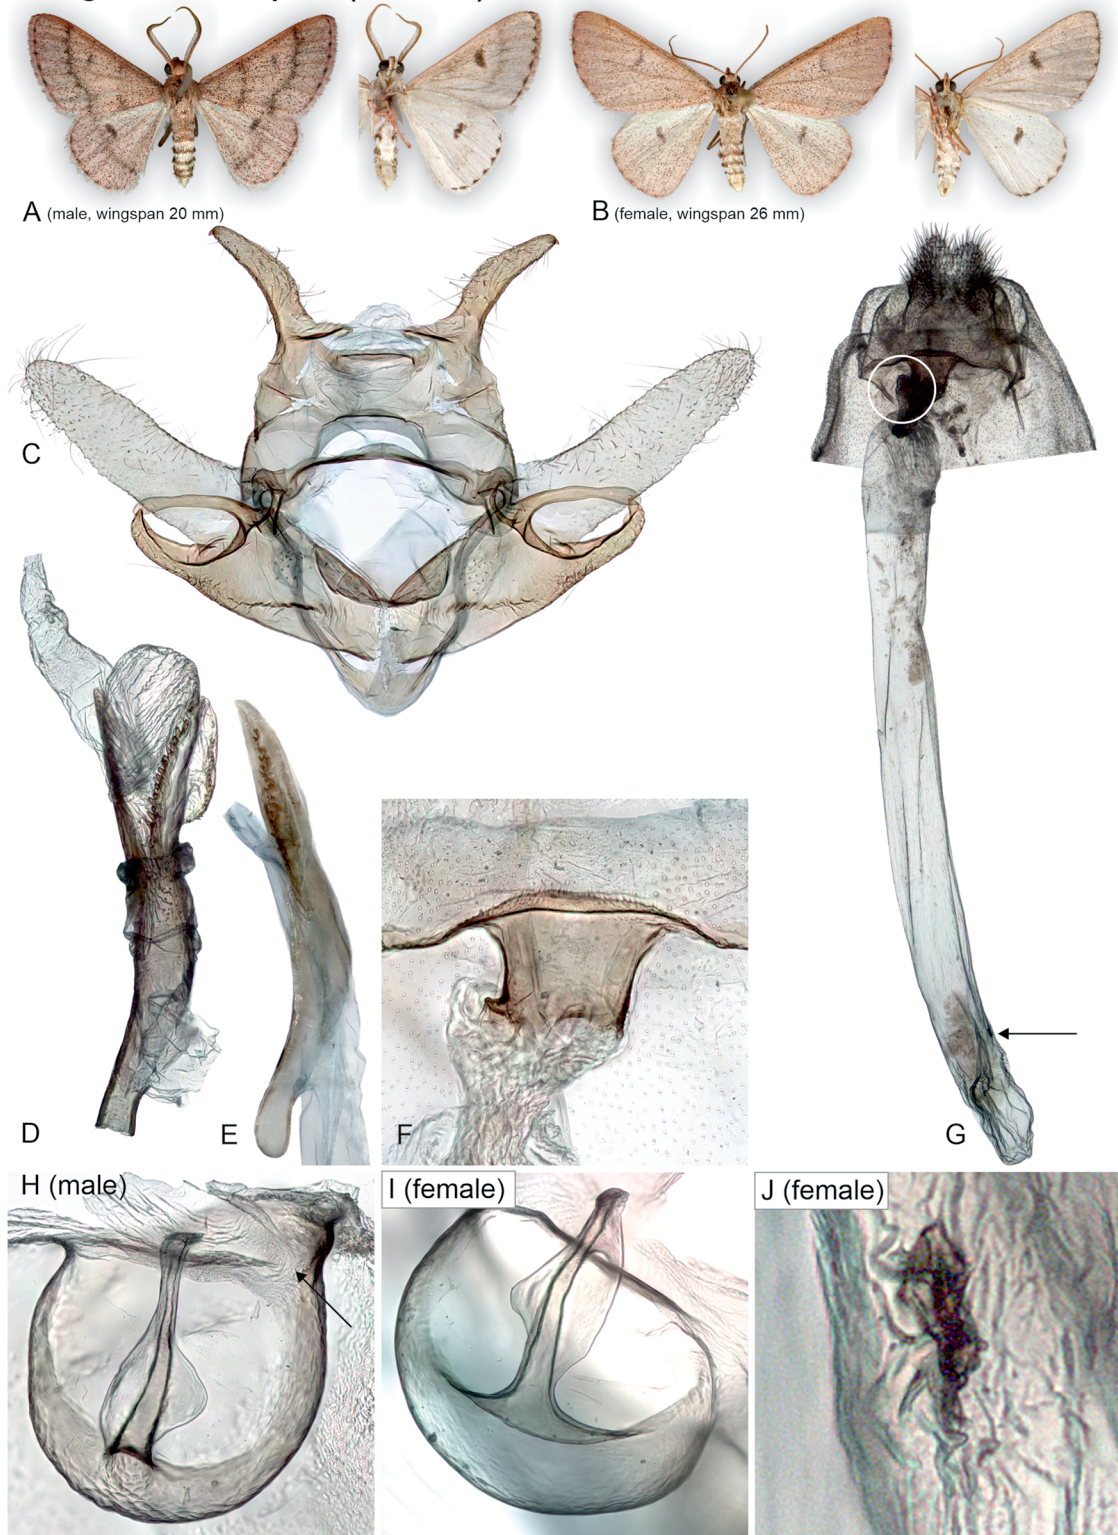 A (male, wingspan 20 mm)
B (female, wingspan 26 mm)
C
D
E
F
G
H (male)
I (female)
J (female)